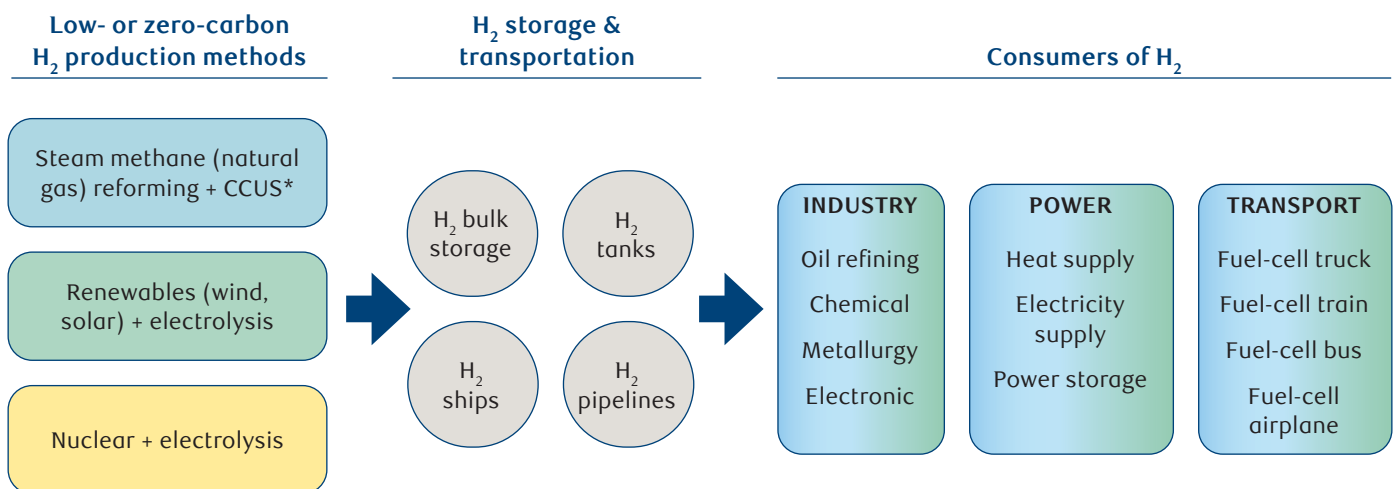 Low- or zero-carbon
H₂ production methods
H₂ storage &
transportation
Consumers of H₂
Steam methane (natural
gas) reforming + CCUS*
Renewables (wind,
solar) + electrolysis
Nuclear + electrolysis
H₂ bulk
storage
H₂
tanks
H₂
ships
H₂
pipelines
INDUSTRY
Oil refining
Chemical
Metallurgy
Electronic
POWER
Heat supply
Electricity
supply
Power storage
TRANSPORT
Fuel-cell truck
Fuel-cell train
Fuel-cell bus
Fuel-cell
airplane